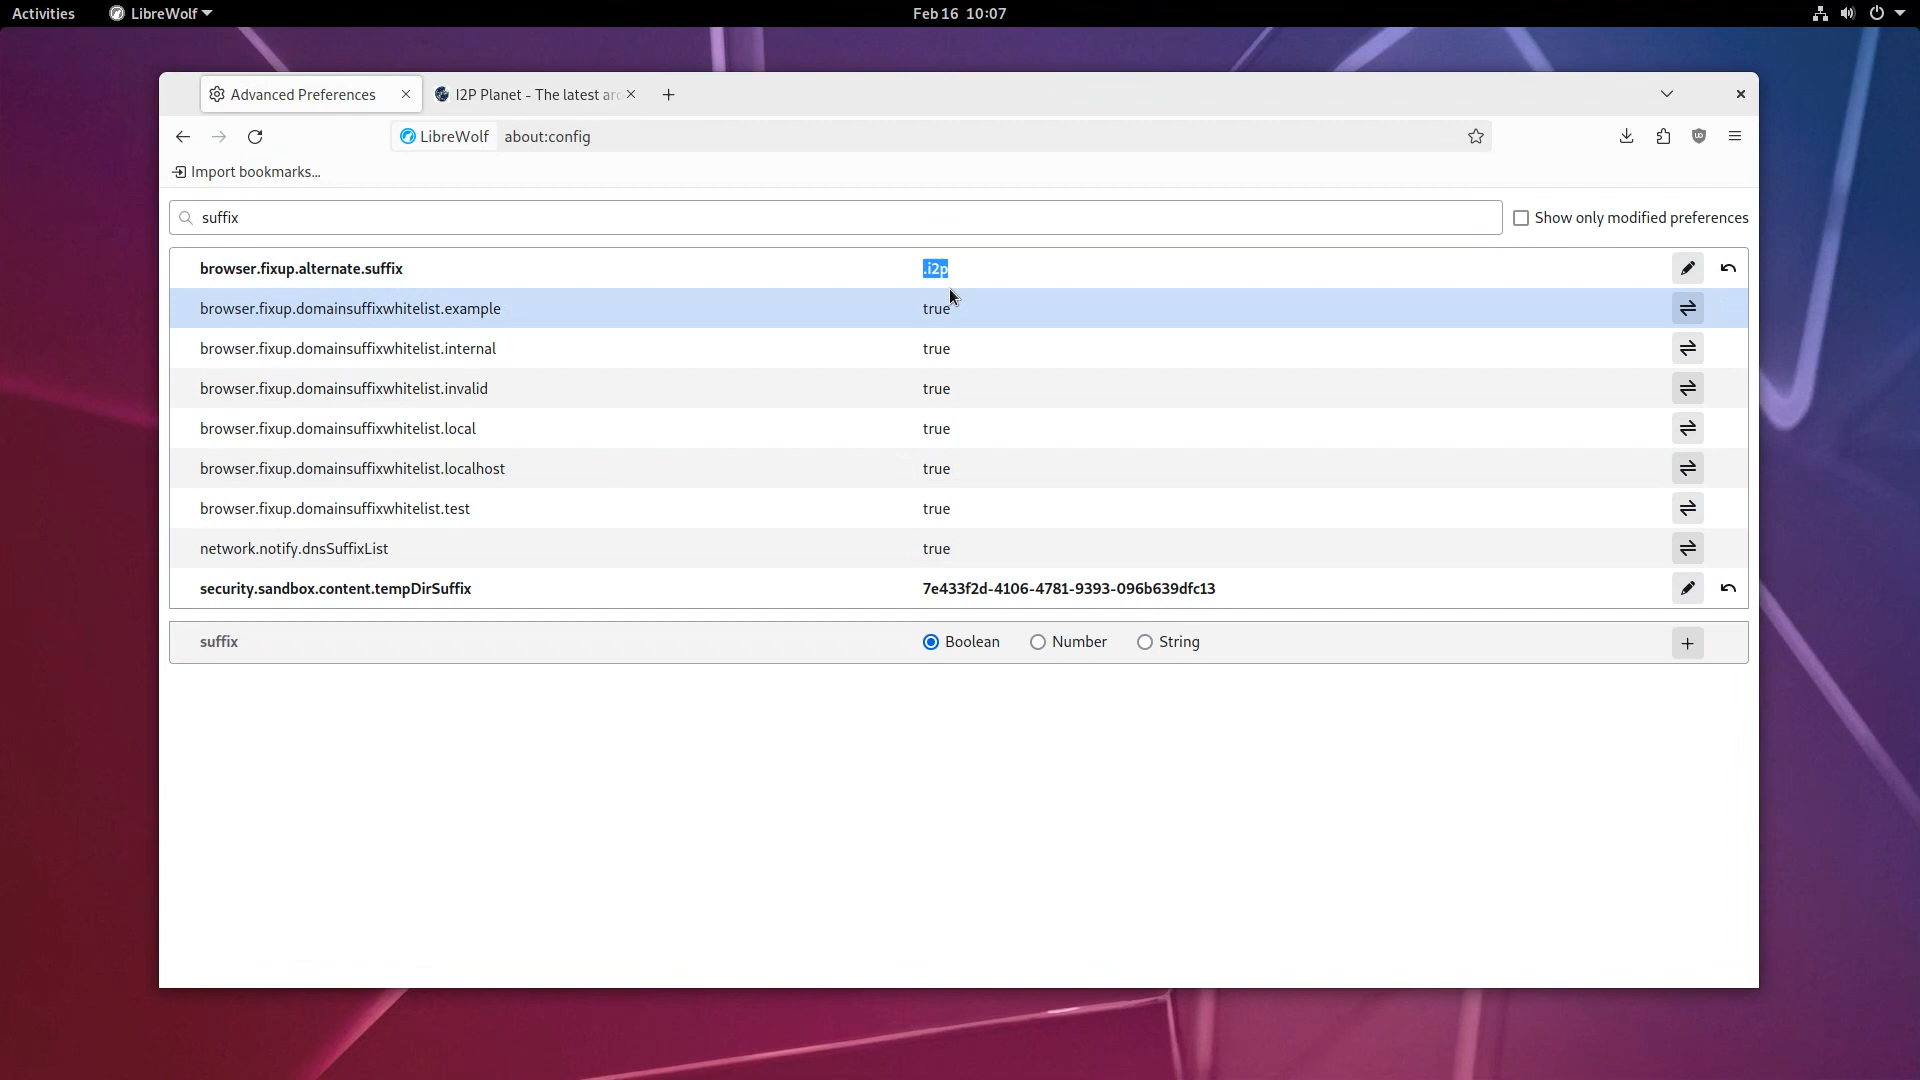 Activities LibreWolf Feb 16 10:07
Advanced Preferences I2P Planet - The latest arc
LibreWolf about:config
Import bookmarks...
suffix Show only modified preferences
browser.fixup.alternate.suffix .i2p
browser.fixup.domainsuffixwhitelist.example true
browser.fixup.domainsuffixwhitelist.internal true
browser.fixup.domainsuffixwhitelist.invalid true
browser.fixup.domainsuffixwhitelist.local true
browser.fixup.domainsuffixwhitelist.localhost true
browser.fixup.domainsuffixwhitelist.test true
network.notify.dnsSuffixList true
security.sandbox.content.tempDirSuffix 7e433f2d-4106-4781-9393-096b639dfc13
suffix Boolean Number String